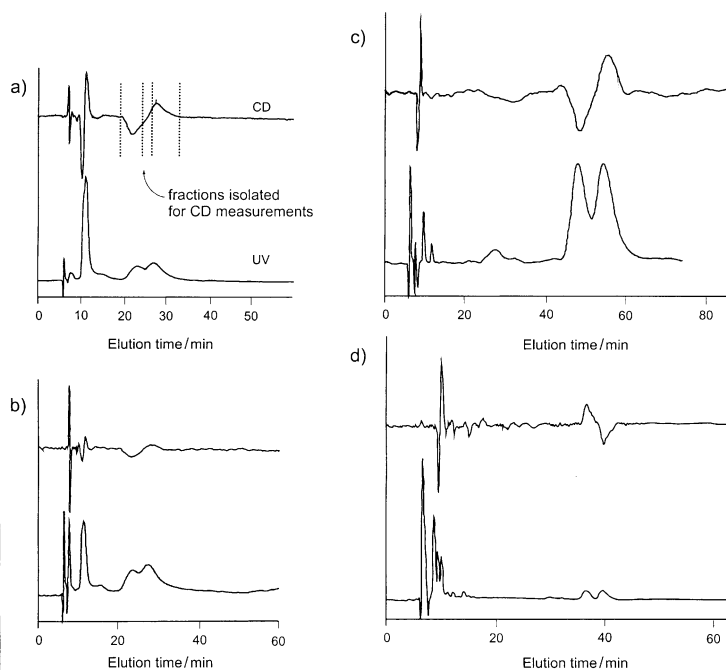 a)
CD
fractions isolated
for CD measurements
UV
0 10 20 30 40 50
Elution time/min
b)
0 20 40 60
Elution time/min
c)
0 20 40 60 80
Elution time/min
d)
0 20 40 60
Elution time/min